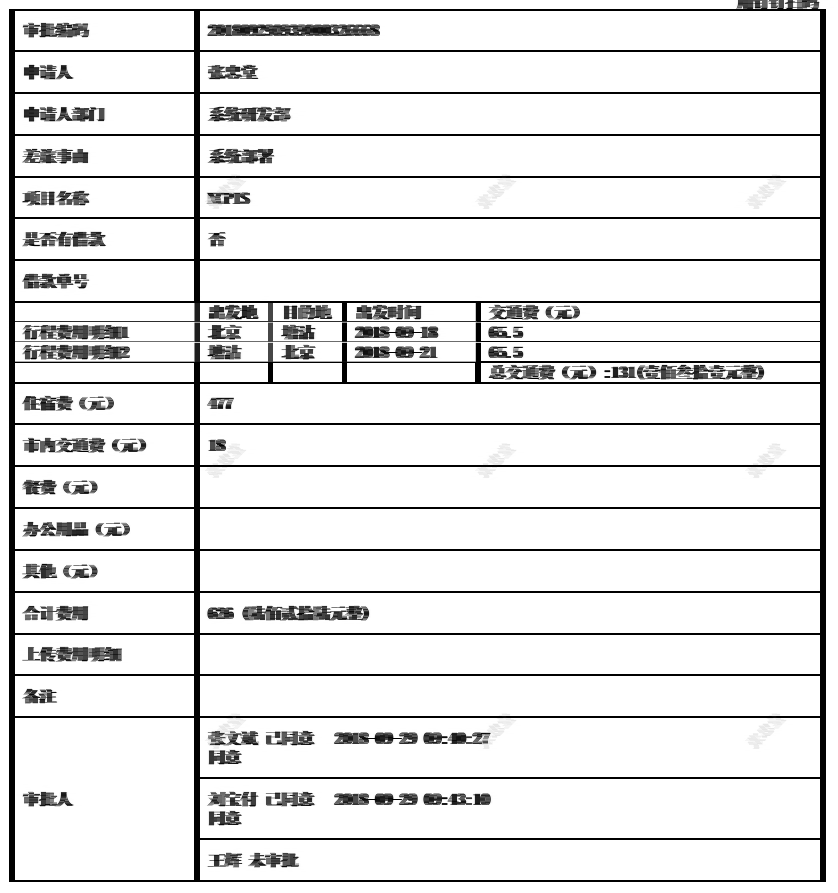 审批编码
申请人 张忠堂
申请人部门 系统研发部
差旅事由 系统部署
项目名称 MPIS
是否有借款 否
借款单号
出发地 目的地 出发时间 交通费（元）
行程费用明细1 北京 塘沽 2018-09-18 65.5
行程费用明细2 塘沽 北京 2018-09-21 65.5
总交通费（元）:131(壹佰叁拾壹元整)
住宿费（元） 477
市内交通费（元） 18
餐费（元）
办公用品（元）
其他（元）
合计费用 626（陆佰贰拾陆元整）
上传费用明细
备注
张文斌 已同意 2018-09-29 09:40:27
同意
审批人 刘宝付 已同意 2018-09-29 09:43:10
同意
王辉 未审批